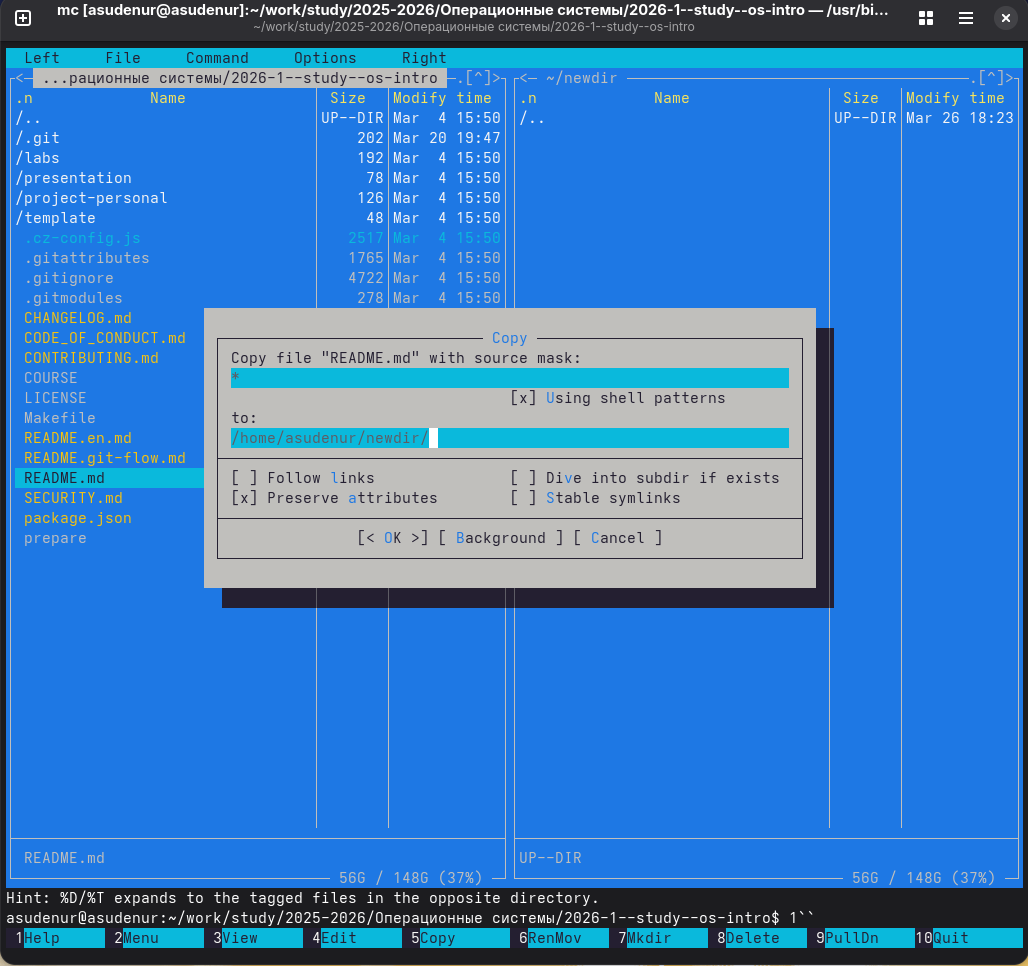 mc [asudenur@asudenur]:~/work/study/2025-2026/Операционные системы/2026-1--study--os-intro — /usr/bi...
~/work/study/2025-2026/Операционные системы/2026-1--study--os-intro
Left File Command Options Right
<— ...рационные системы/2026-1--study--os-intro —.[^]> <— ~/newdir —.[^]>
.n Name Size Modify time .n Name Size Modify time
/.. UP--DIR Mar 4 15:50 /.. UP--DIR Mar 26 18:23
/.git 202 Mar 20 19:47
/labs 192 Mar 4 15:50
/presentation 78 Mar 4 15:50
/project-personal 126 Mar 4 15:50
/template 48 Mar 4 15:50
.cz-config.js 2517 Mar 4 15:50
.gitattributes 1765 Mar 4 15:50
.gitignore 4722 Mar 4 15:50
.gitmodules 278 Mar 4 15:50
CHANGELOG.md
CODE_OF_CONDUCT.md
CONTRIBUTING.md
COURSE
LICENSE
Makefile
README.en.md
README.git-flow.md
README.md
SECURITY.md
package.json
prepare
Copy
Copy file "README.md" with source mask:
*
[x] Using shell patterns
to:
/home/asudenur/newdir/
[ ] Follow links [ ] Dive into subdir if exists
[x] Preserve attributes [ ] Stable symlinks
[< OK >] [ Background ] [ Cancel ]
README.md UP--DIR
56G / 148G (37%) 56G / 148G (37%)
Hint: %D/%T expands to the tagged files in the opposite directory.
asudenur@asudenur:~/work/study/2025-2026/Операционные системы/2026-1--study--os-intro$ 1``
1Help 2Menu 3View 4Edit 5Copy 6RenMov 7Mkdir 8Delete 9PullDn 10Quit